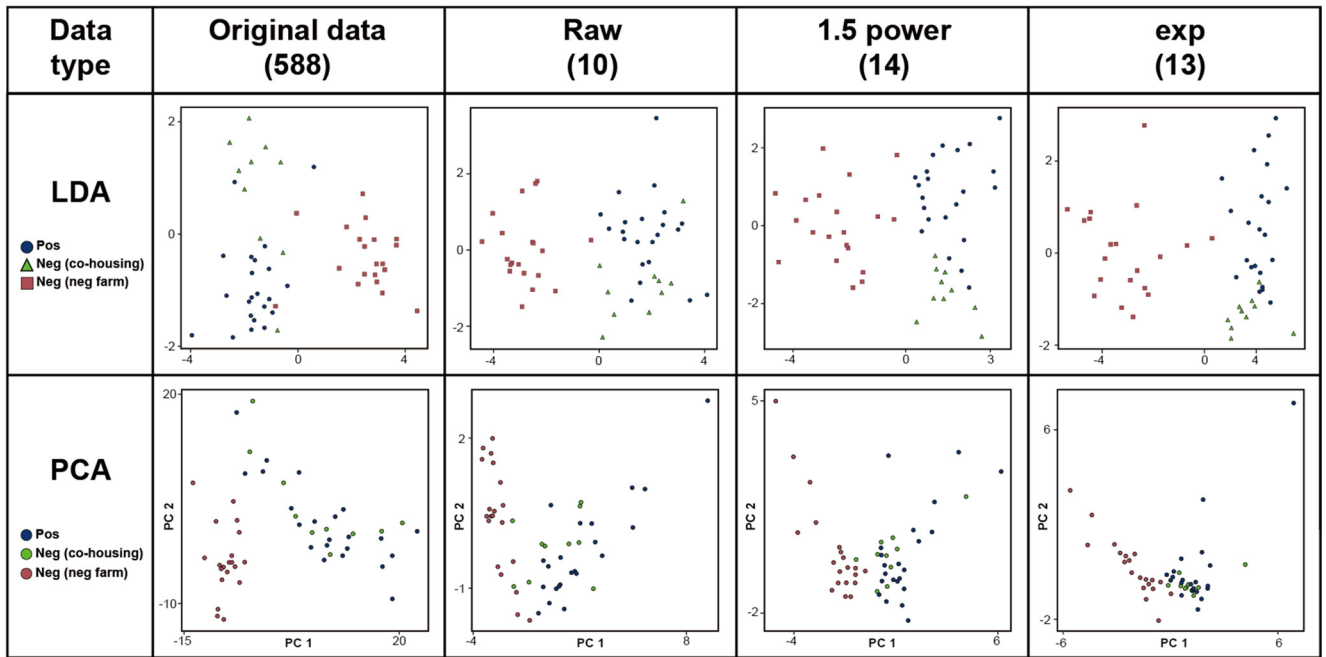 Data type
Original data (588)
Raw (10)
1.5 power (14)
exp (13)
LDA
Pos
Neg (co-housing)
Neg (neg farm)
2
0
-2
-4
0
4
2
0
-2
-4
0
4
2
0
-2
-4
0
3
2
0
-2
-4
0
4
PCA
Pos
Neg (co-housing)
Neg (neg farm)
20
-10
PC 2
-15
PC 1
20
2
-1
PC 2
-4
PC 1
8
5
-2
PC 2
-4
PC 1
6
6
-2
PC 2
-6
PC 1
6